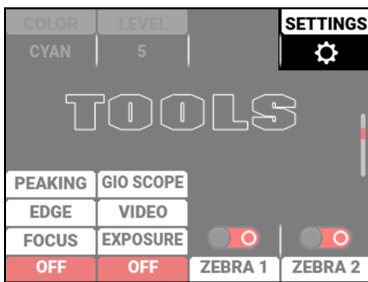 COLOR LEVEL SETTINGS
CYAN 5
TOOLS
PEAKING GIO SCOPE
EDGE VIDEO
FOCUS EXPOSURE
OFF OFF ZEBRA 1 ZEBRA 2